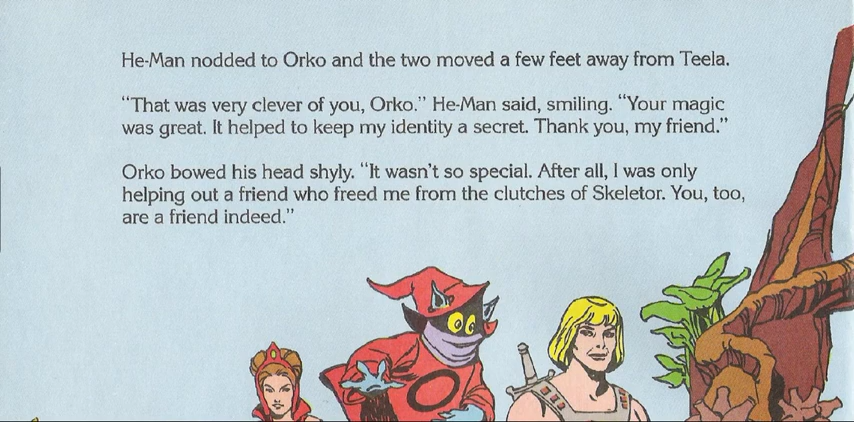 He-Man nodded to Orko and the two moved a few feet away from Teela.
“That was very clever of you, Orko.” He-Man said, smiling. “Your magic
was great. It helped to keep my identity a secret. Thank you, my friend.”
Orko bowed his head shyly. “It wasn’t so special. After all, I was only
helping out a friend who freed me from the clutches of Skeletor. You, too,
are a friend indeed.”